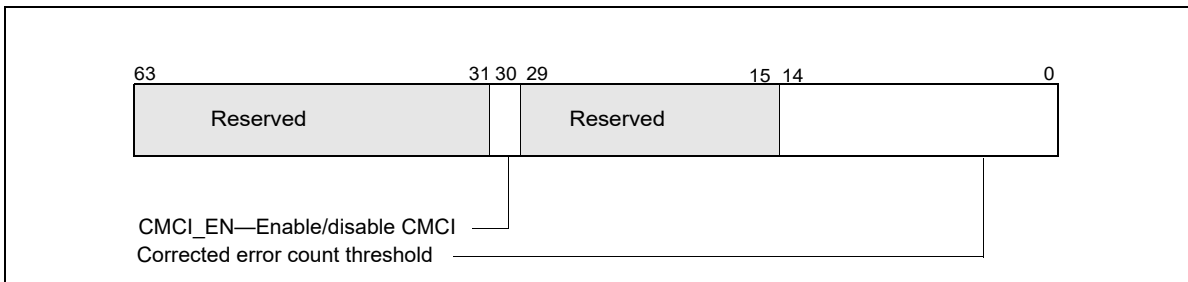 63 31 30 29 15 14 0
Reserved Reserved
CMCI_EN—Enable/disable CMCI
Corrected error count threshold